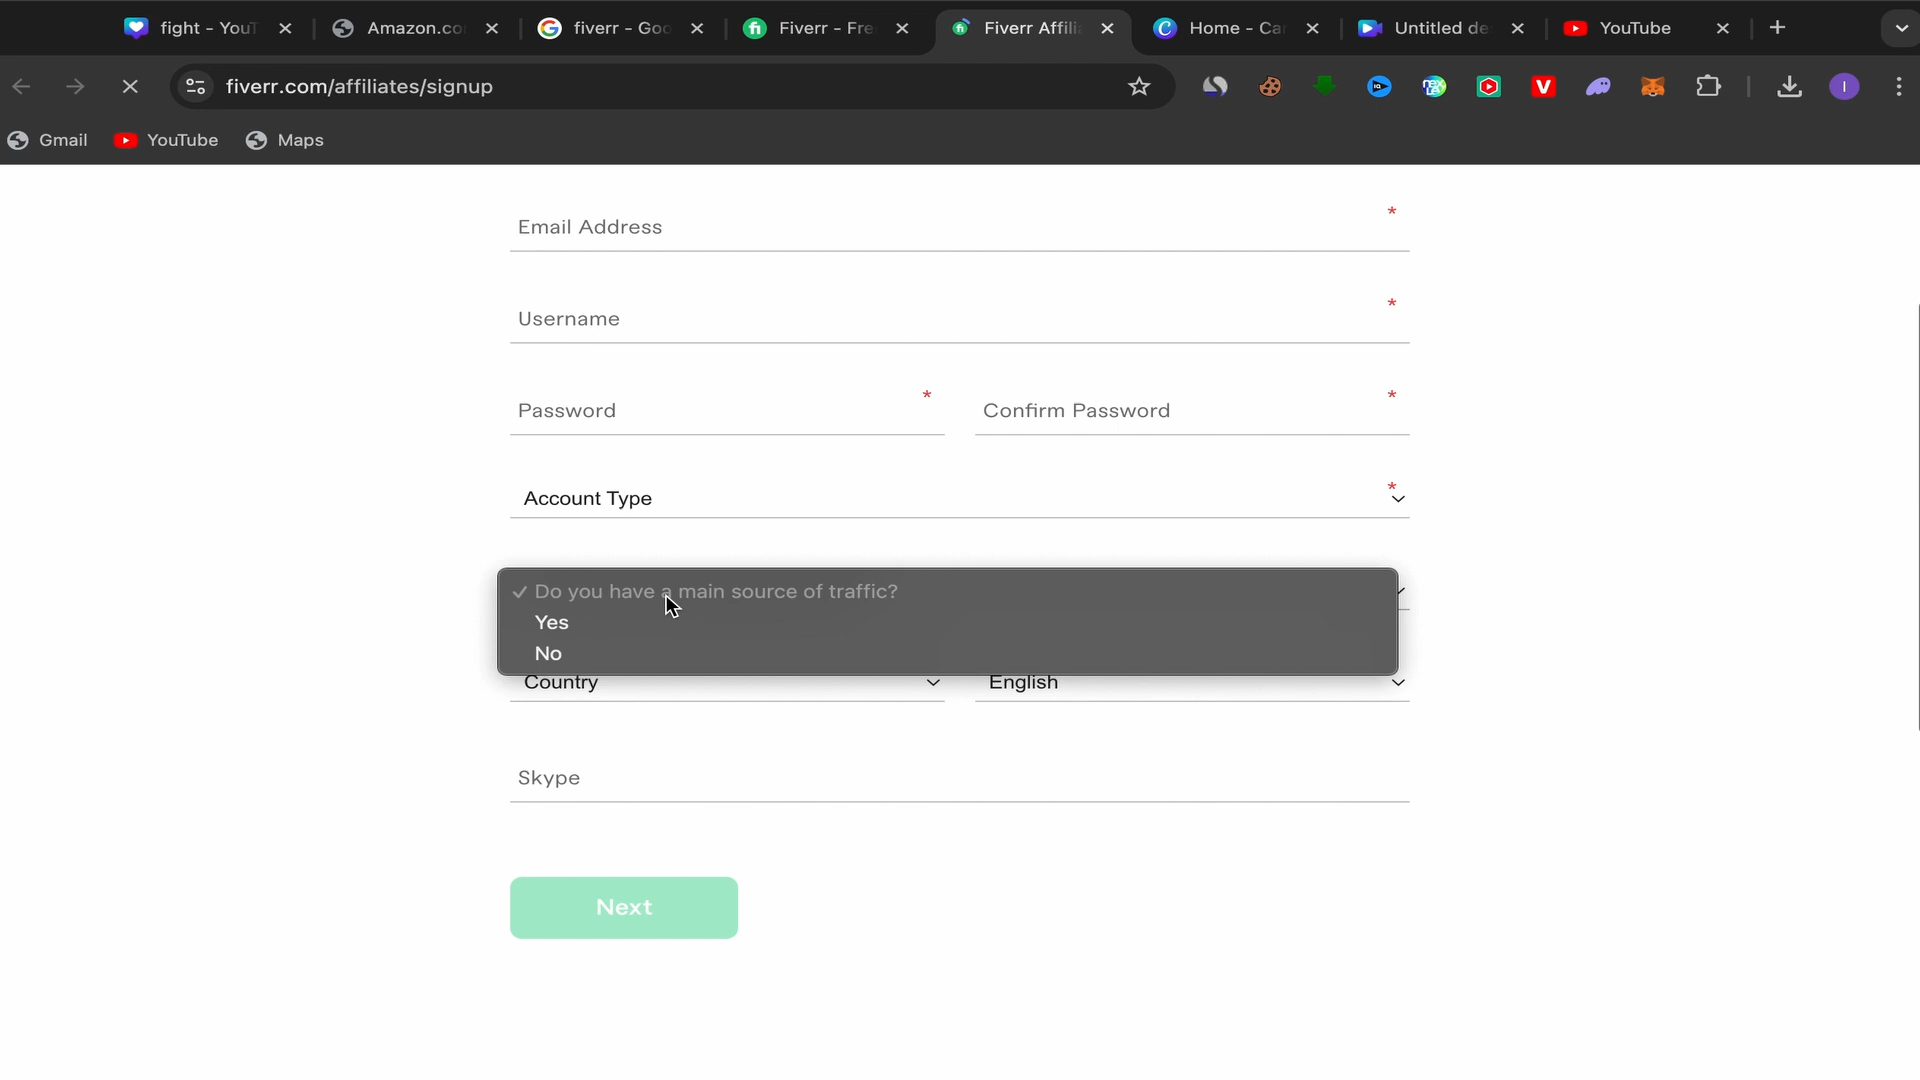 fight - YouT
Amazon.co
fiverr - Goo
Fiverr - Fre
Fiverr Affilia
Home - Ca
Untitled de
YouTube
fiverr.com/affiliates/signup
Gmail
YouTube
Maps
Email Address *
Username *
Password *
Confirm Password *
Account Type *
Do you have a main source of traffic?
Yes
No
Country
English
Skype
Next